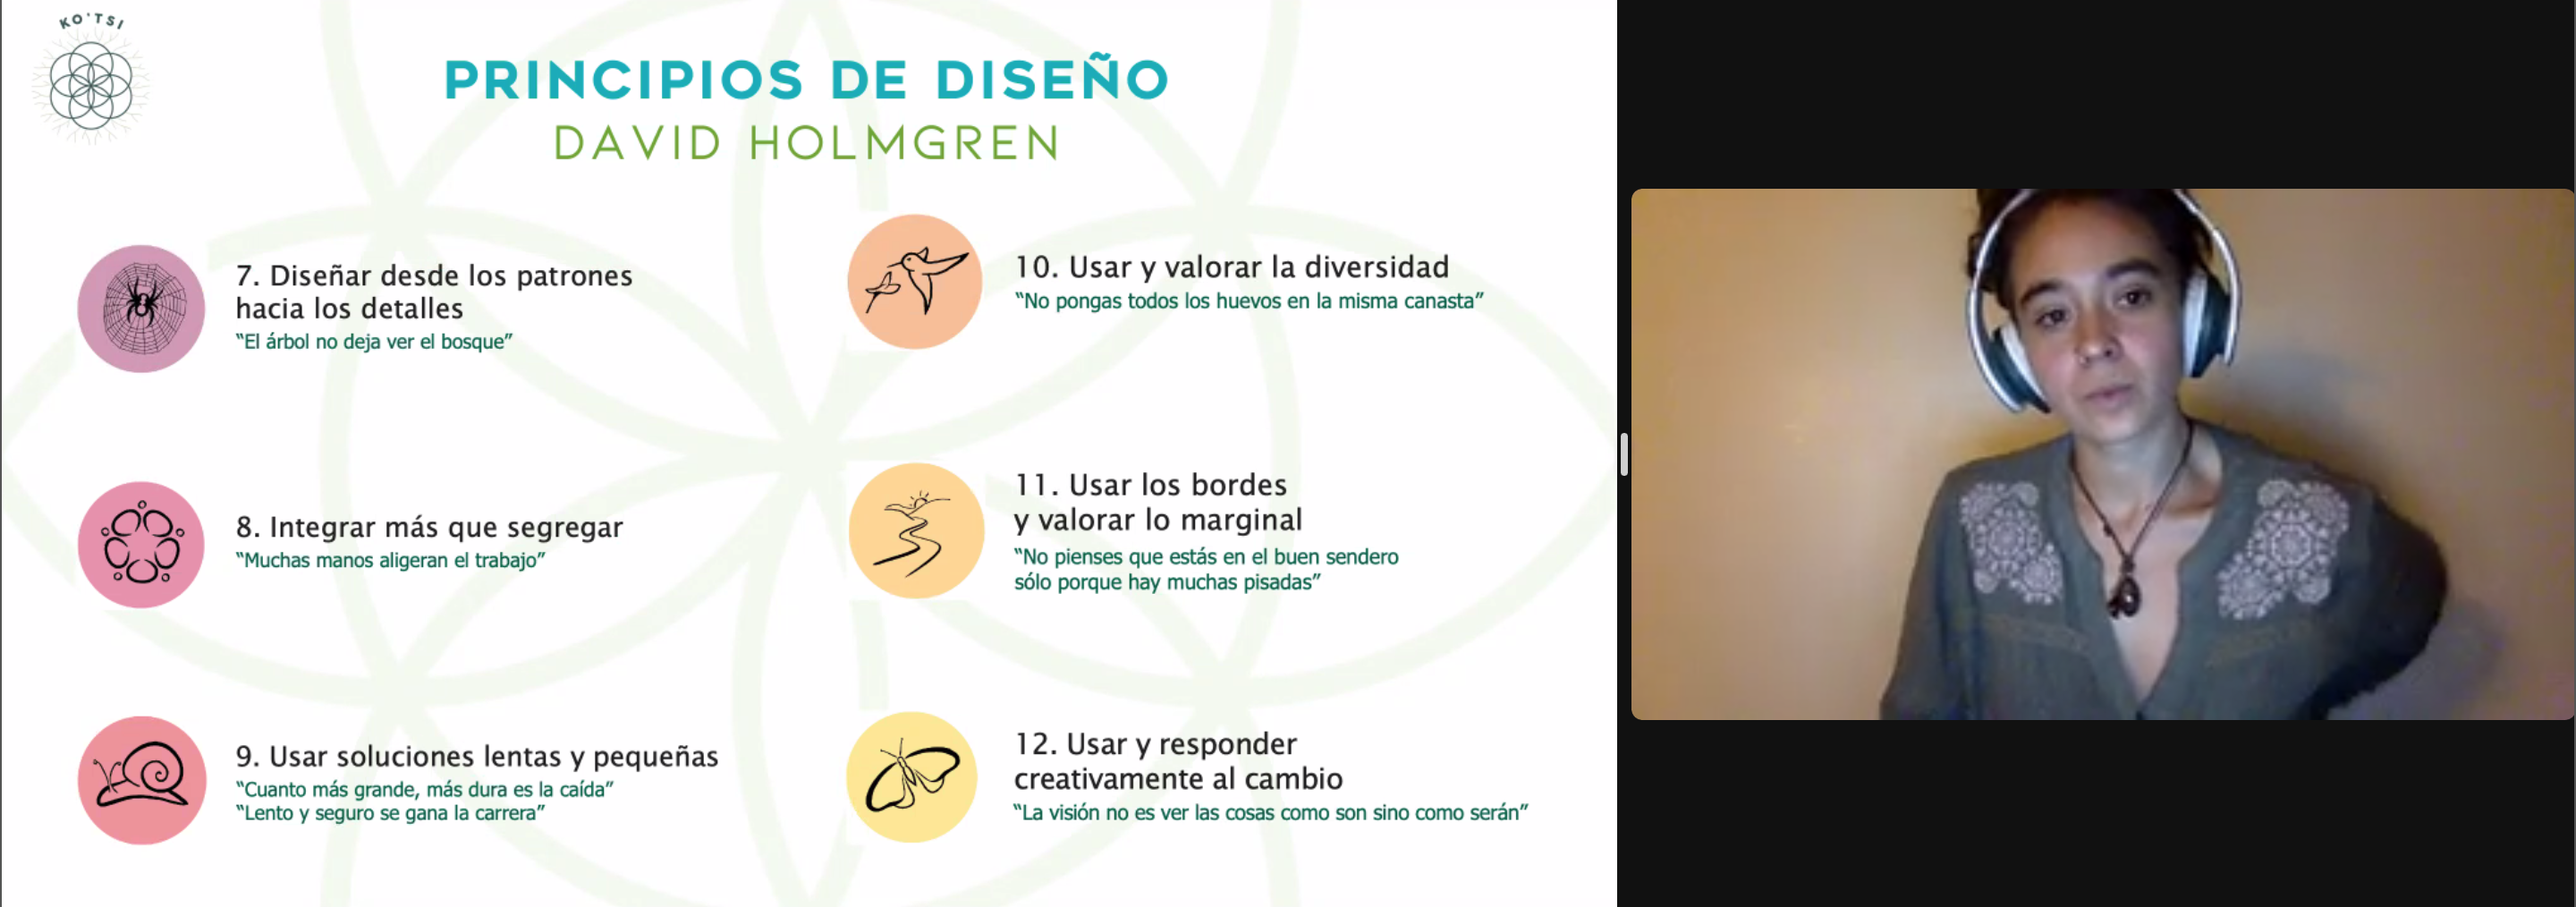 KO'TSI
PRINCIPIOS DE DISEÑO
DAVID HOLMGREN
7. Diseñar desde los patrones
hacia los detalles
“El árbol no deja ver el bosque”
8. Integrar más que segregar
“Muchas manos aligeran el trabajo”
9. Usar soluciones lentas y pequeñas
“Cuanto más grande, más dura es la caída”
“Lento y seguro se gana la carrera”
10. Usar y valorar la diversidad
“No pongas todos los huevos en la misma canasta”
11. Usar los bordes
y valorar lo marginal
“No pienses que estás en el buen sendero
sólo porque hay muchas pisadas”
12. Usar y responder
creativamente al cambio
“La visión no es ver las cosas como son sino como serán”